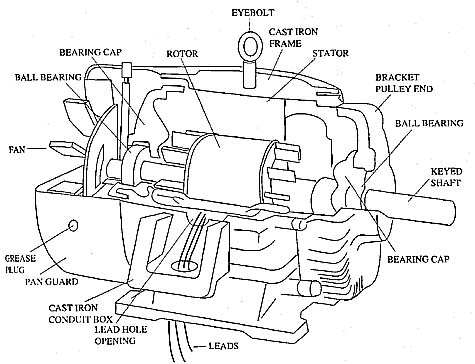 EYEBOLT
BEARING CAP
ROTOR
CAST IRON
FRAME
STATOR
BALL BEARING
BRACKET
PULLEY END
BALL BEARING
FAN
KEYED
SHAFT
GREASE
PLUG
PAN GUARD
BEARING CAP
CAST IRON
CONDUIT BOX
LEAD HOLE
OPENING
LEADS